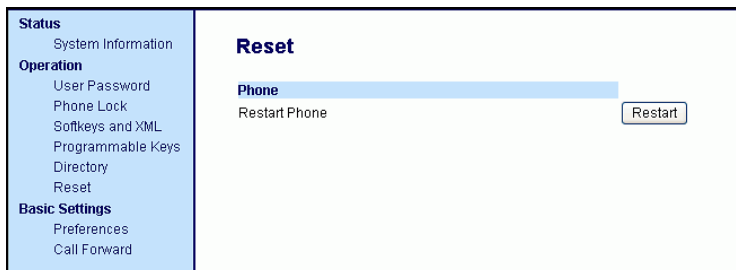 Status
System Information
Operation
User Password
Phone Lock
Softkeys and XML
Programmable Keys
Directory
Reset
Basic Settings
Preferences
Call Forward
Reset
Phone
Restart Phone
Restart